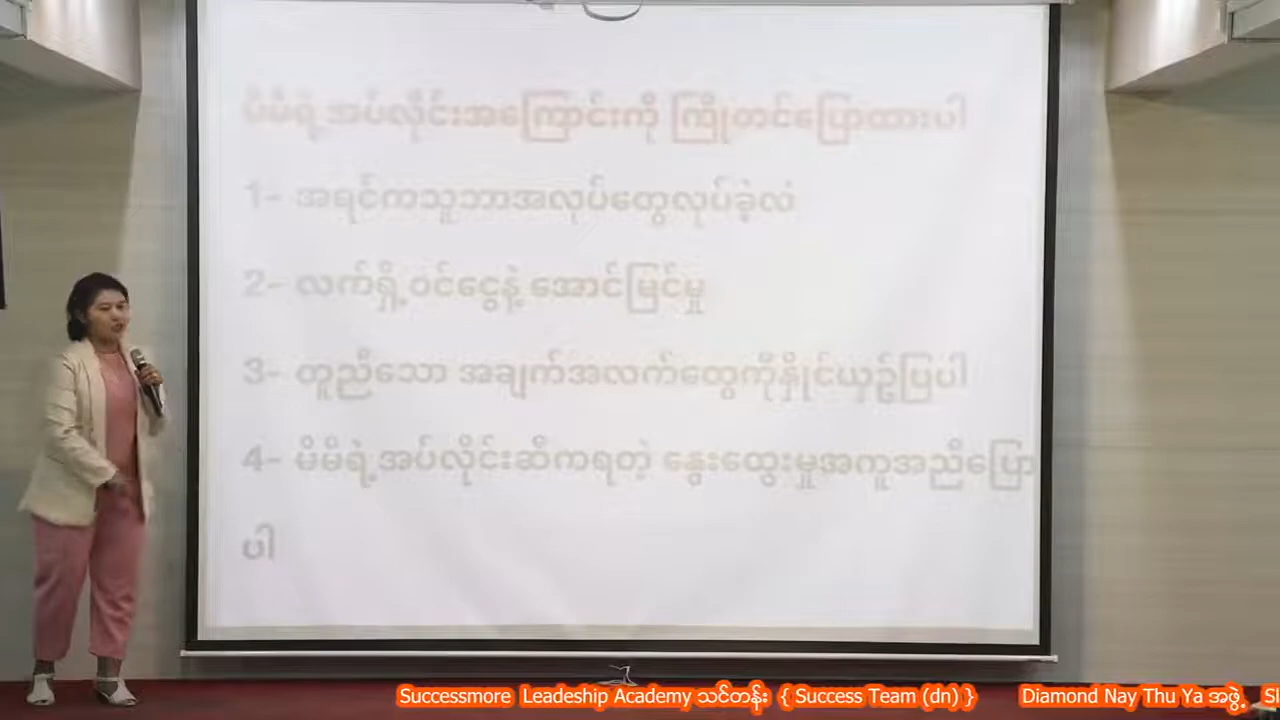 မိမိရဲ့အပ်လိုင်းအကြောင်းကို ကြိုတင်ပြောထားပါ
1- အရင်ကသူဘာအလုပ်တွေလုပ်ခဲ့လဲ
2- လက်ရှိ့ဝင်ငွေနဲ့ အောင်မြင်မှု
3- တူညီသော အချက်အလက်တွေကိုနှိုင်ယှဥ်ပြပါ
4- မိမိရဲ့အပ်လိုင်းဆီကရတဲ့ နွေးထွေးမှုအကူအညီပြော
ပါ
Successmore Leadeship Academy သင်တန်း { Success Team (dn) } Diamond Nay Thu Ya အဖွဲ့